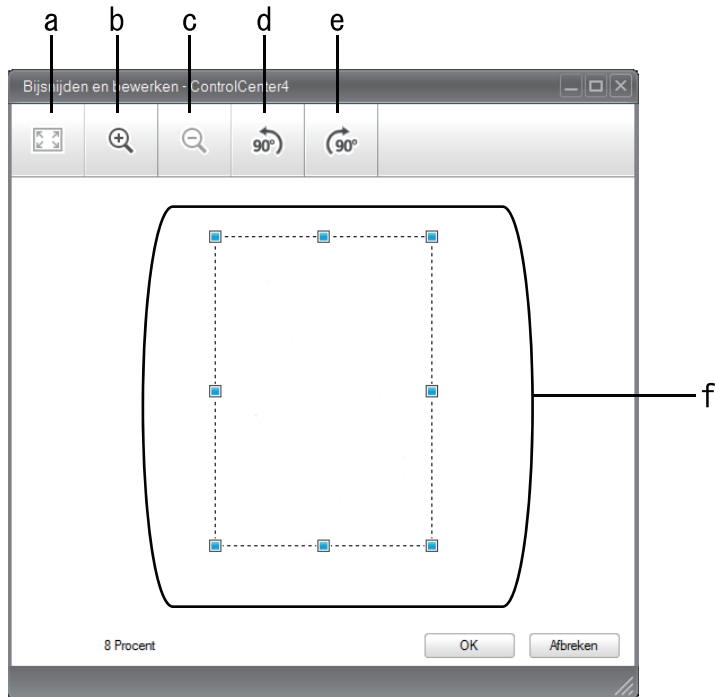 a b c d e
Bijsnijden en bewerken - ControlCenter4
90° 90°
f
8 Procent OK Afbreken